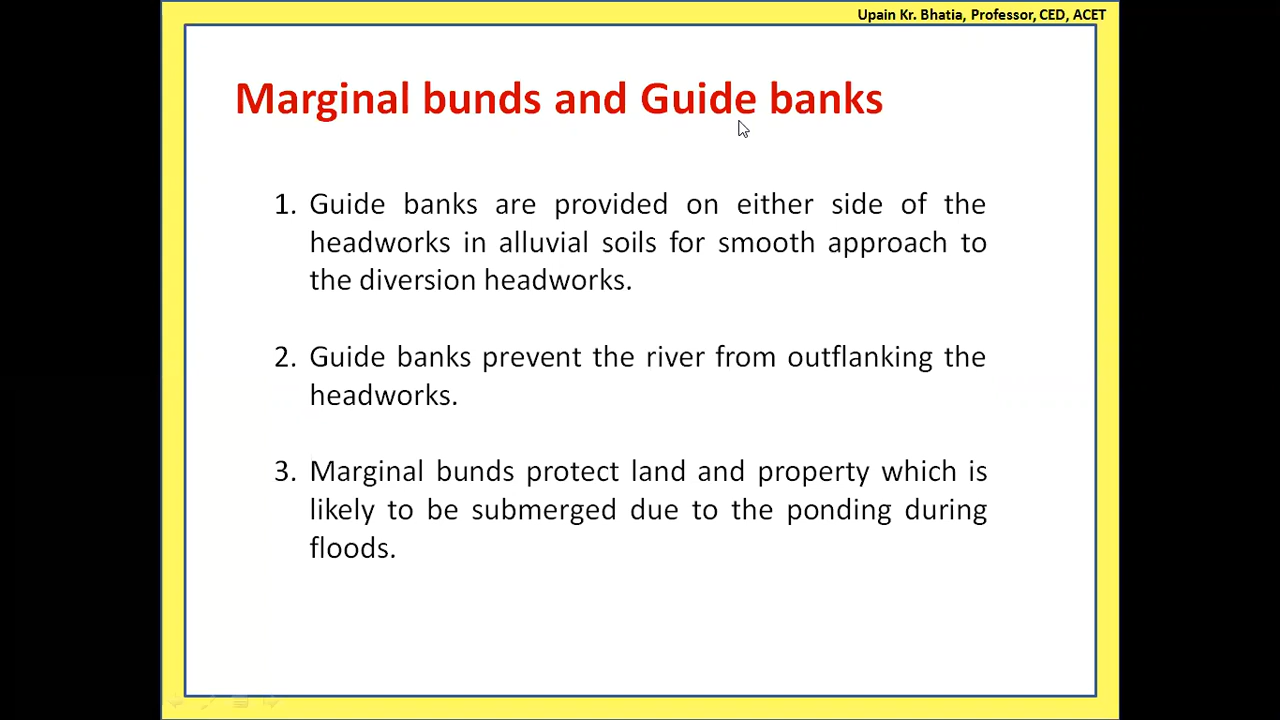 Upain Kr. Bhatia, Professor, CED, ACET
Marginal bunds and Guide banks
1. Guide banks are provided on either side of the
headworks in alluvial soils for smooth approach to
the diversion headworks.
2. Guide banks prevent the river from outflanking the
headworks.
3. Marginal bunds protect land and property which is
likely to be submerged due to the ponding during
floods.